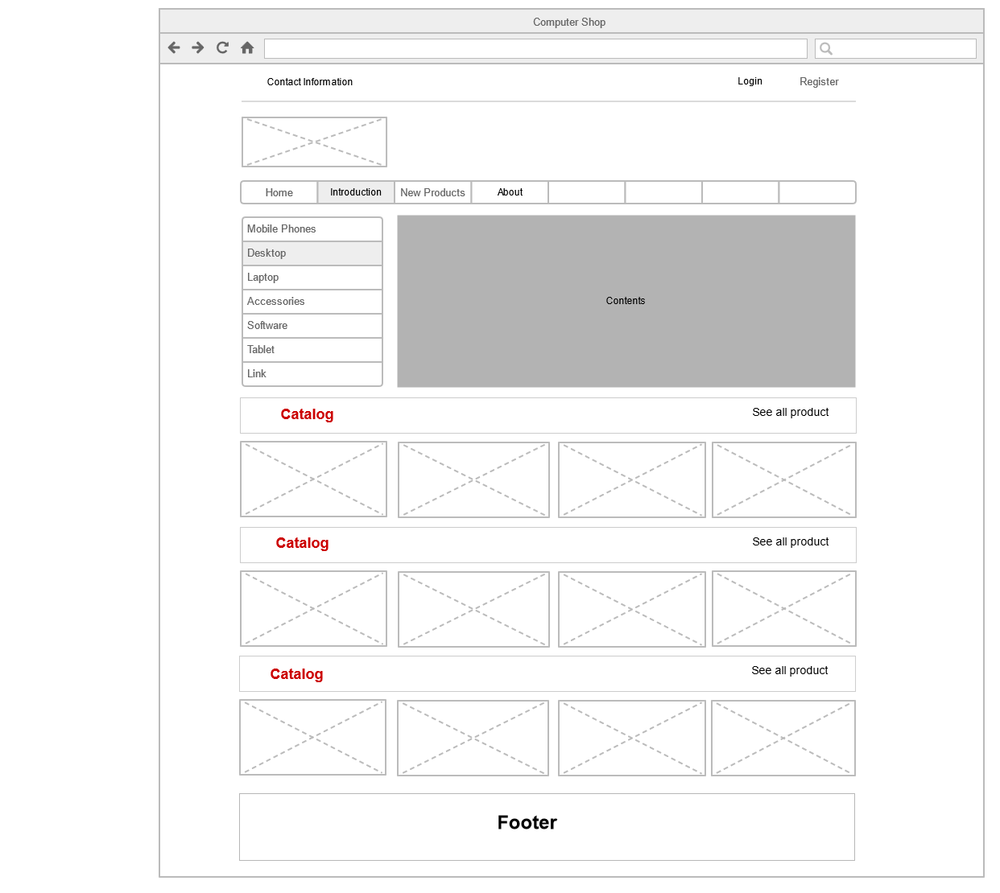 Computer Shop
Contact Information
Login
Register
Home
Introduction
New Products
About
Mobile Phones
Desktop
Laptop
Accessories
Software
Tablet
Link
Contents
Catalog
See all product
Catalog
See all product
Catalog
See all product
Footer